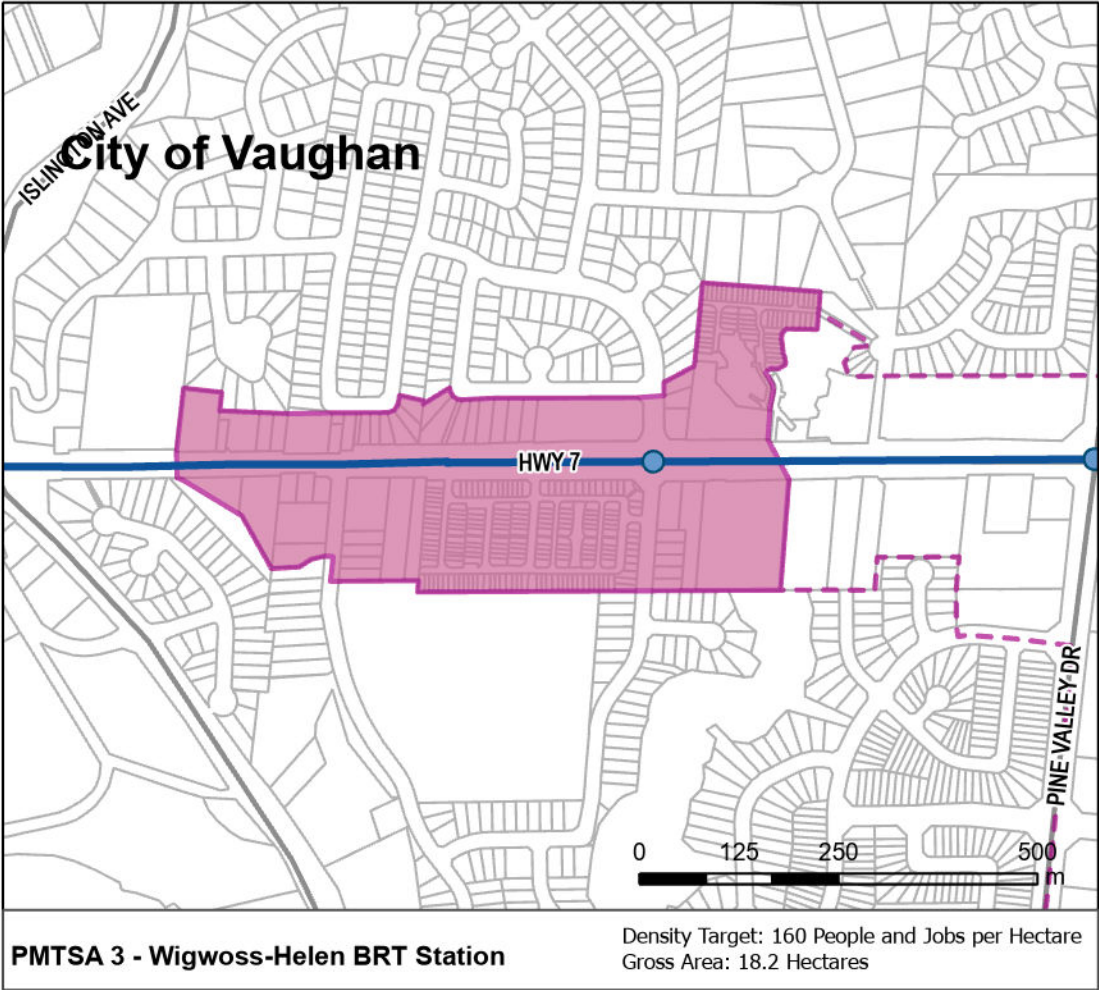 ISLINGTON AVE
City of Vaughan
HWY 7
PINE VALLEY DR
0 125 250 500
m
PMTSA 3 - Wigwoss-Helen BRT Station
Density Target: 160 People and Jobs per Hectare
Gross Area: 18.2 Hectares